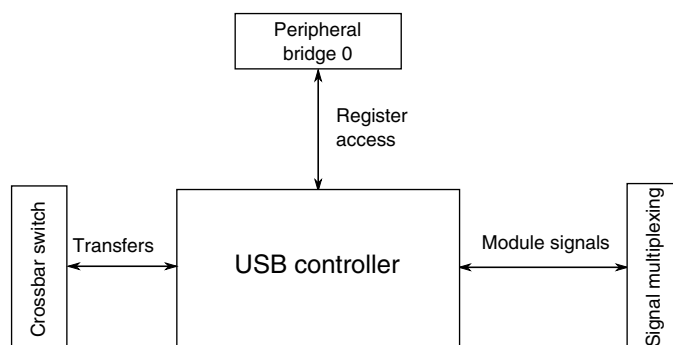 Peripheral
bridge 0
Register
access
Crossbar switch
Transfers
USB controller
Module signals
Signal multiplexing